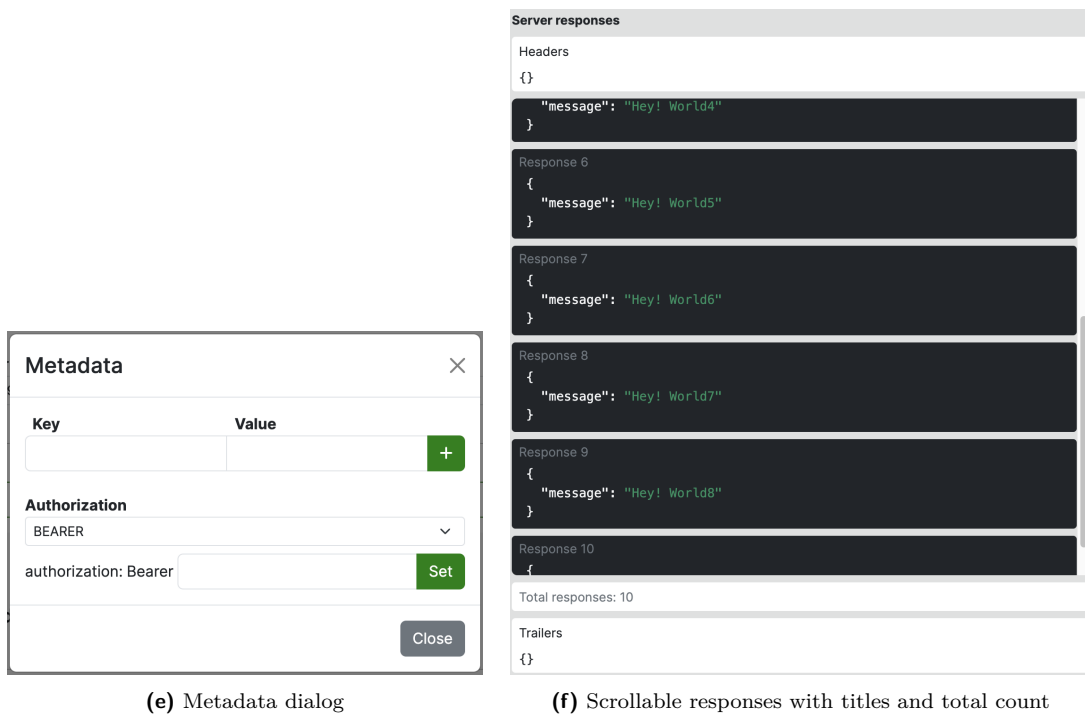 Metadata
Key Value
+
Authorization
BEARER
authorization: Bearer Set
Close
(e) Metadata dialog
Server responses
Headers
{}
"message": "Hey! World4"
}
Response 6
{
"message": "Hey! World5"
}
Response 7
{
"message": "Hey! World6"
}
Response 8
{
"message": "Hey! World7"
}
Response 9
{
"message": "Hey! World8"
}
Response 10
{
Total responses: 10
Trailers
{}
(f) Scrollable responses with titles and total count